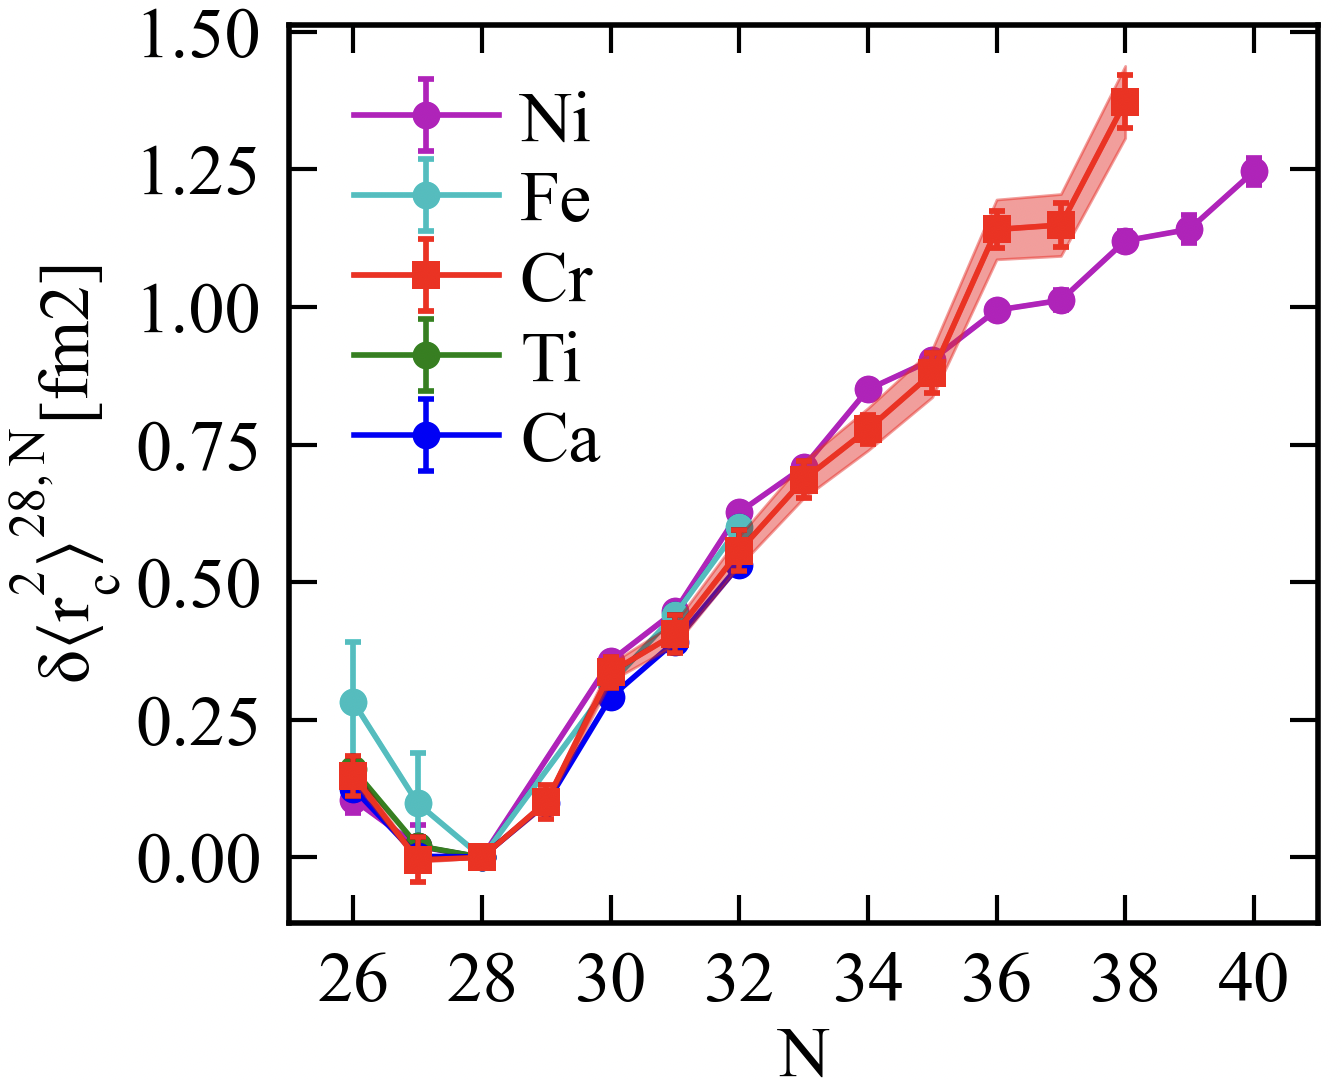 1.50
1.25
1.00
0.75
0.50
0.25
0.00
δ⟨r_c^2⟩^{28, N} [fm2]
Ni
Fe
Cr
Ti
Ca
26 28 30 32 34 36 38 40
N